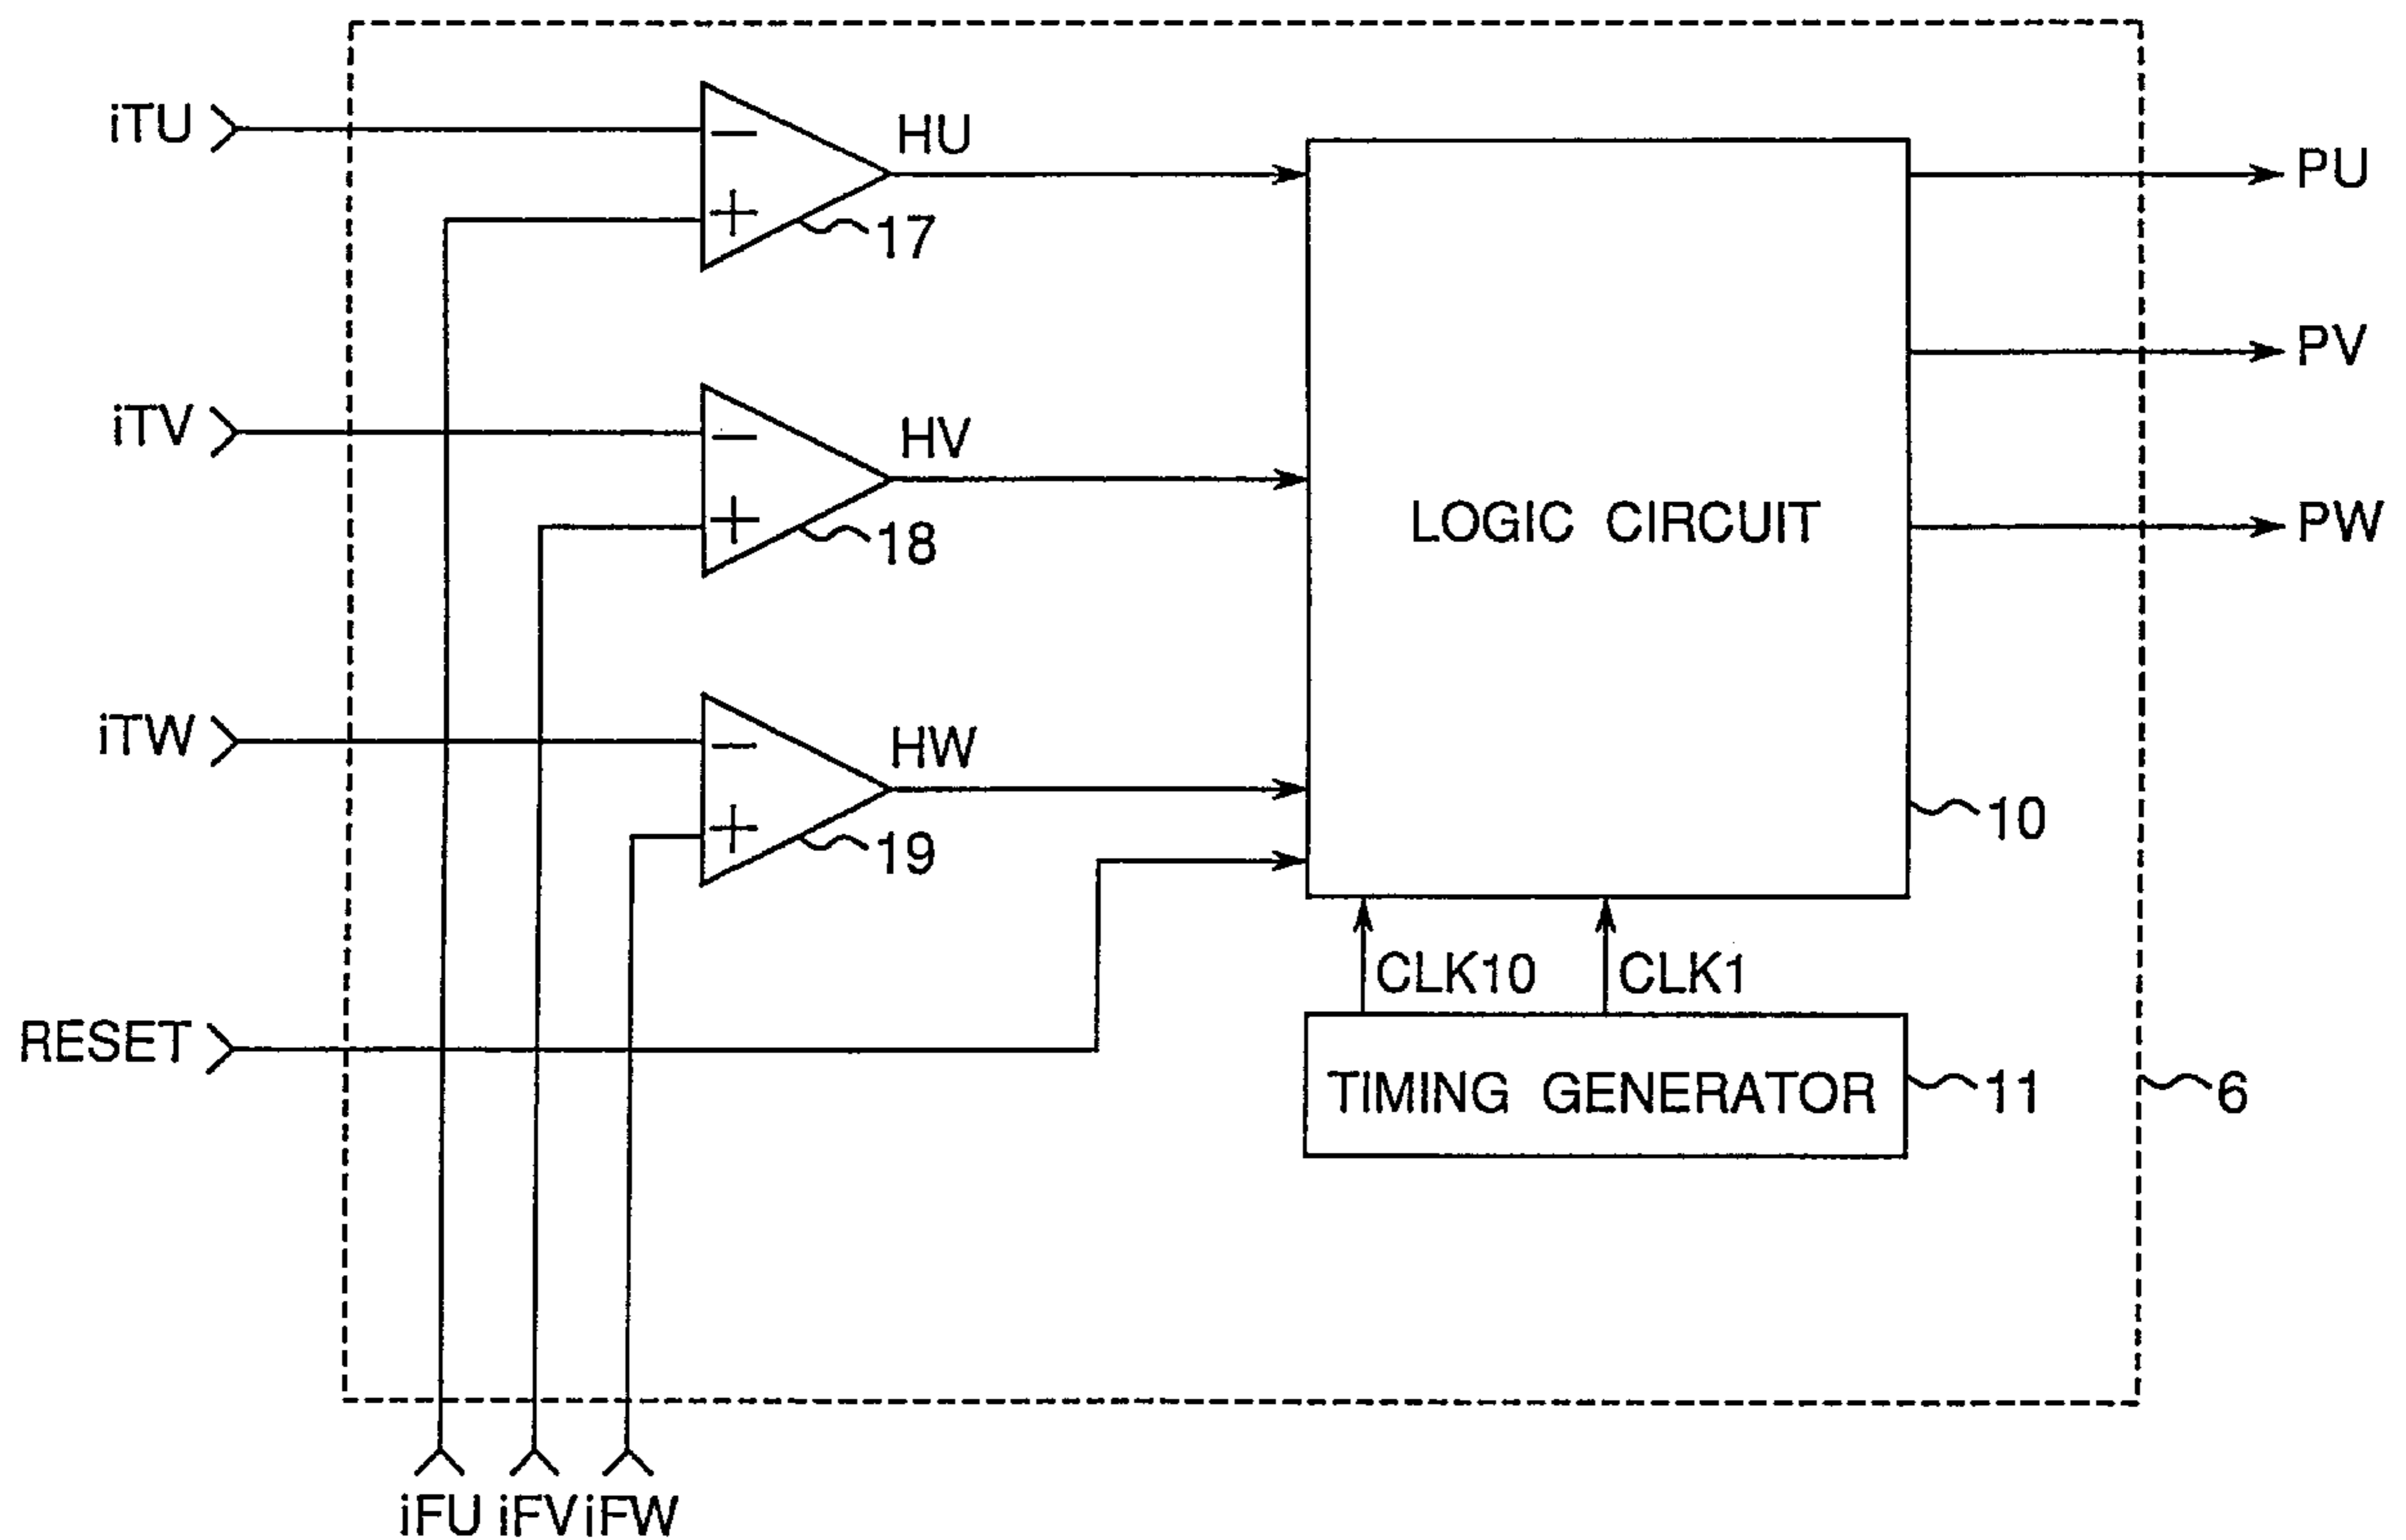 iTU
−
HU
PU
+
17
PV
iTV
−
HV
+
18
LOGIC CIRCUIT
PW
iTW
−
HW
+
19
10
CLK10
CLK1
RESET
TIMING GENERATOR
11
6
iFU iFV iFW